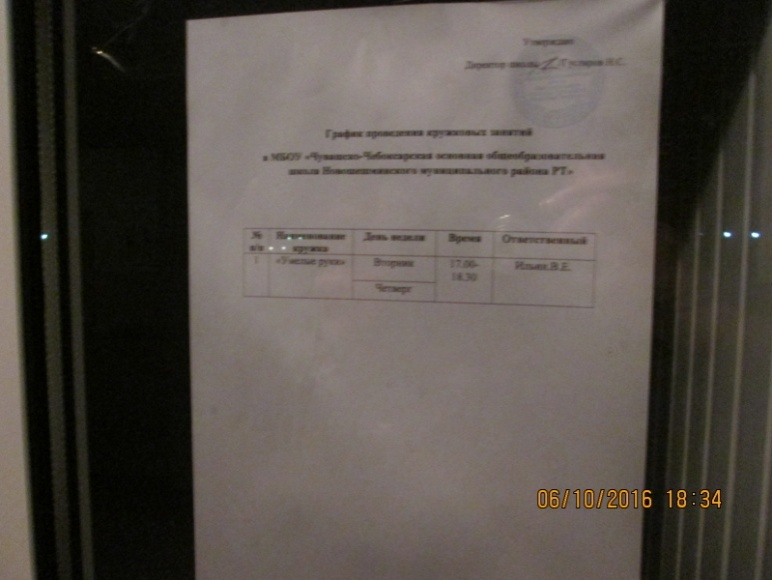 Утверждаю
Директор школы Гусляров Н.С.
График проведения кружковых занятий
в МБОУ «Чувашско-Чебоксарская основная общеобразовательная
школа Новошешминского муниципального района РТ»
№ п/п Наименование кружка День недели Время Ответственный
1 «Умелые руки» Вторник 17.00-18.30 Ильин.В.Е.
Четверг
06/10/2016 18:34